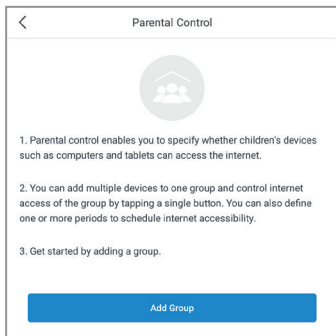 Parental Control
1. Parental control enables you to specify whether children's devices
such as computers and tablets can access the internet.
2. You can add multiple devices to one group and control internet
access of the group by tapping a single button. You can also define
one or more periods to schedule internet accessibility.
3. Get started by adding a group.
Add Group